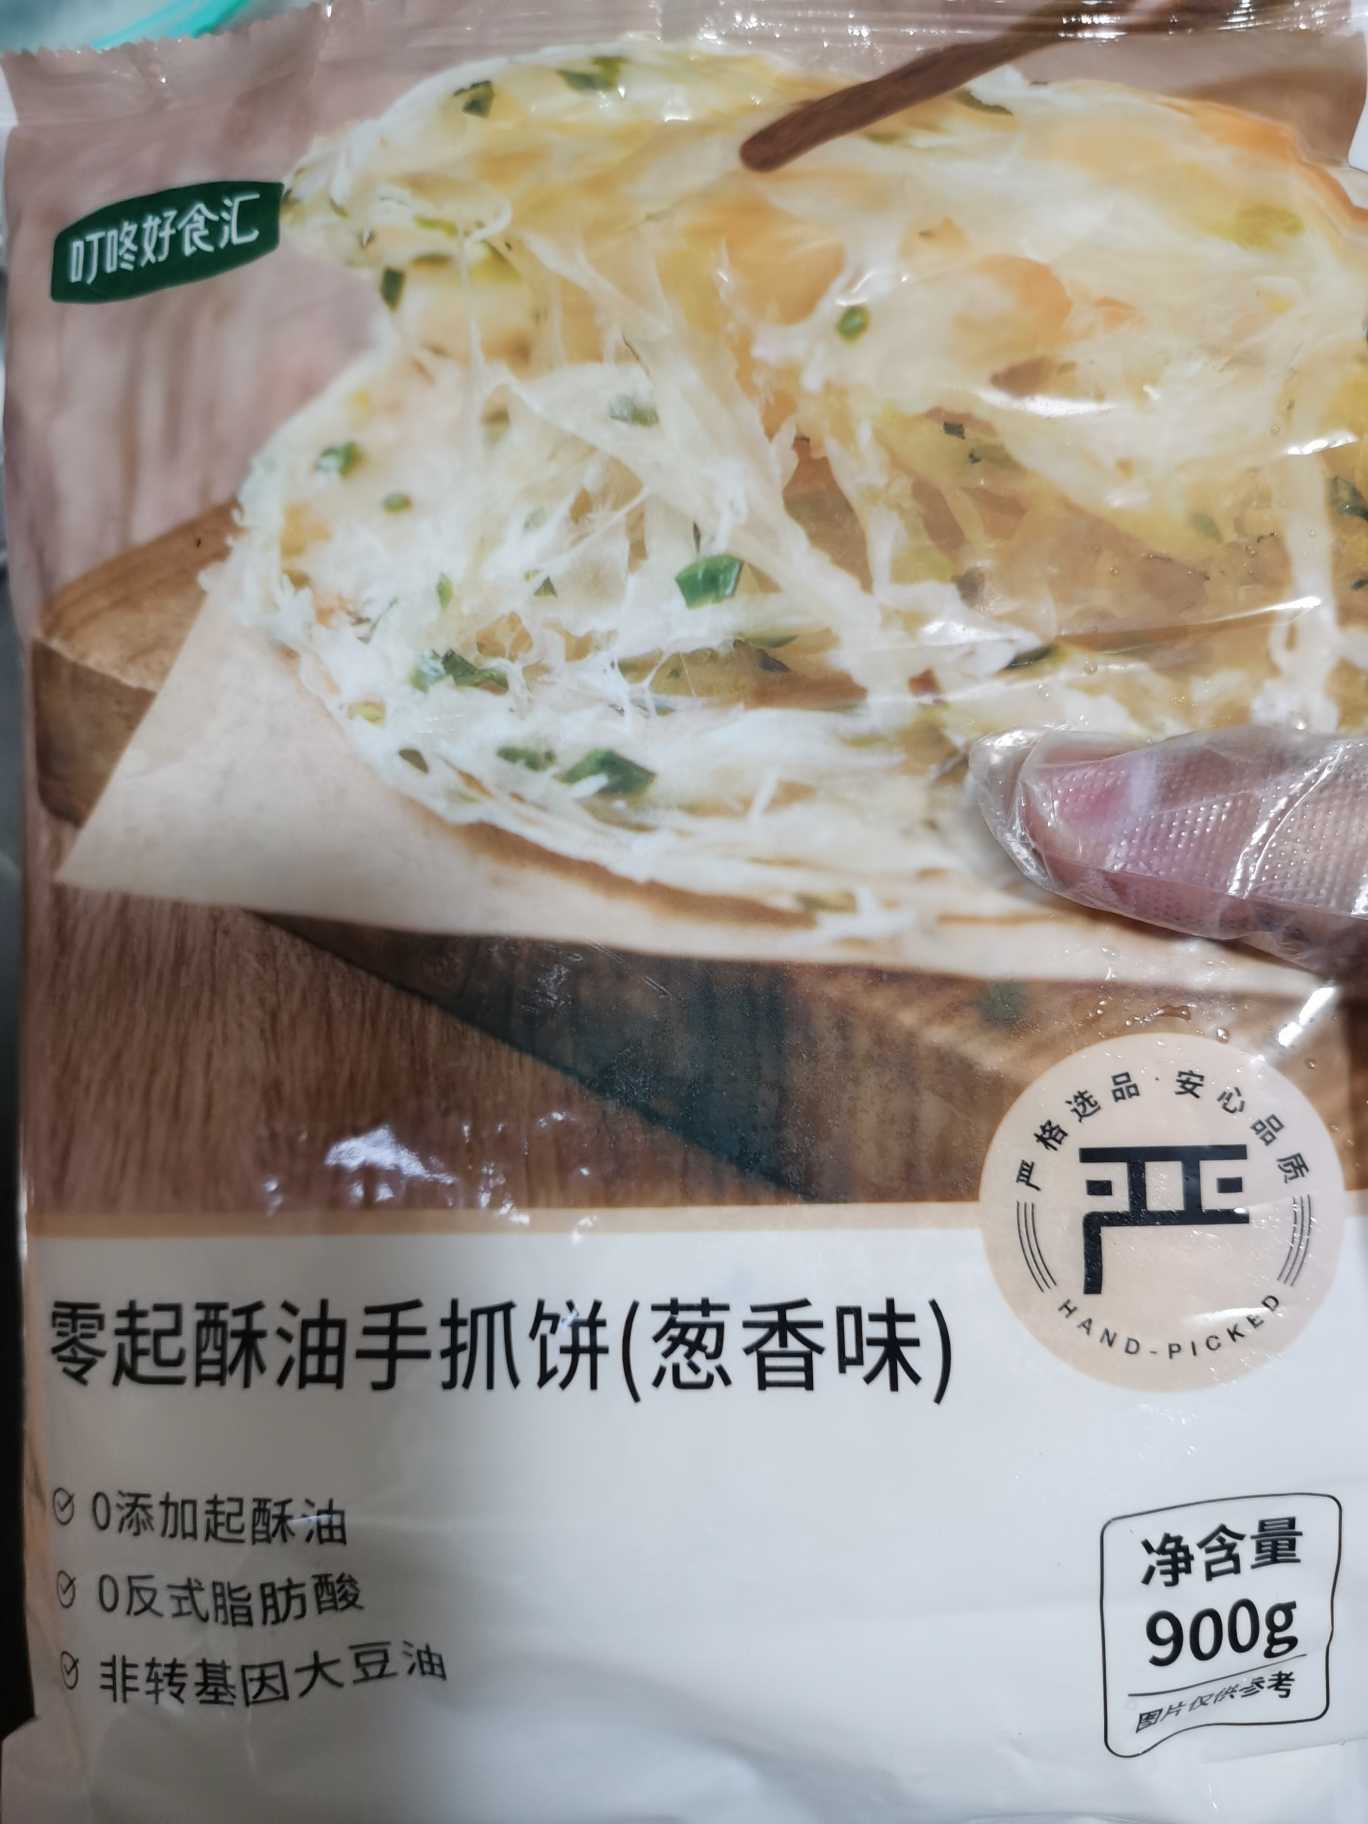 叮咚好食汇
严格选品·安心品质
严
HAND-PICKED
零起酥油手抓饼(葱香味)
0添加起酥油
0反式脂肪酸
非转基因大豆油
净含量
900g
图片仅供参考